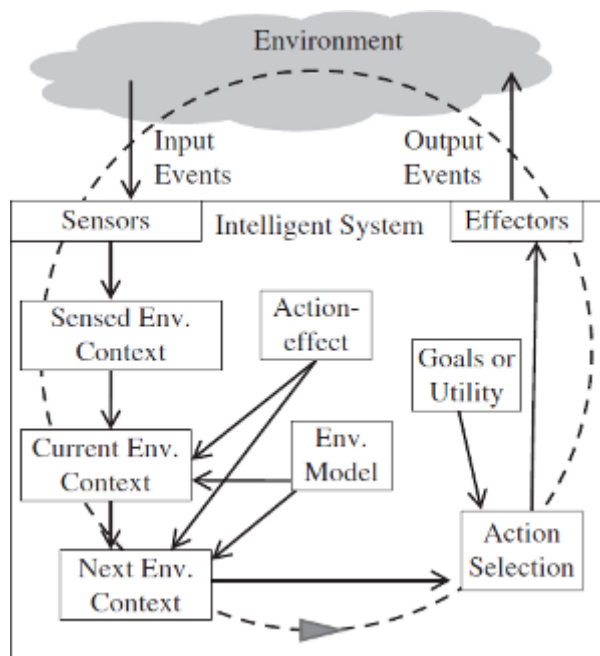 Environment
Input
Events
Output
Events
Sensors
Intelligent System
Effectors
Sensed Env.
Context
Action-
effect
Goals or
Utility
Current Env.
Context
Env.
Model
Next Env.
Context
Action
Selection